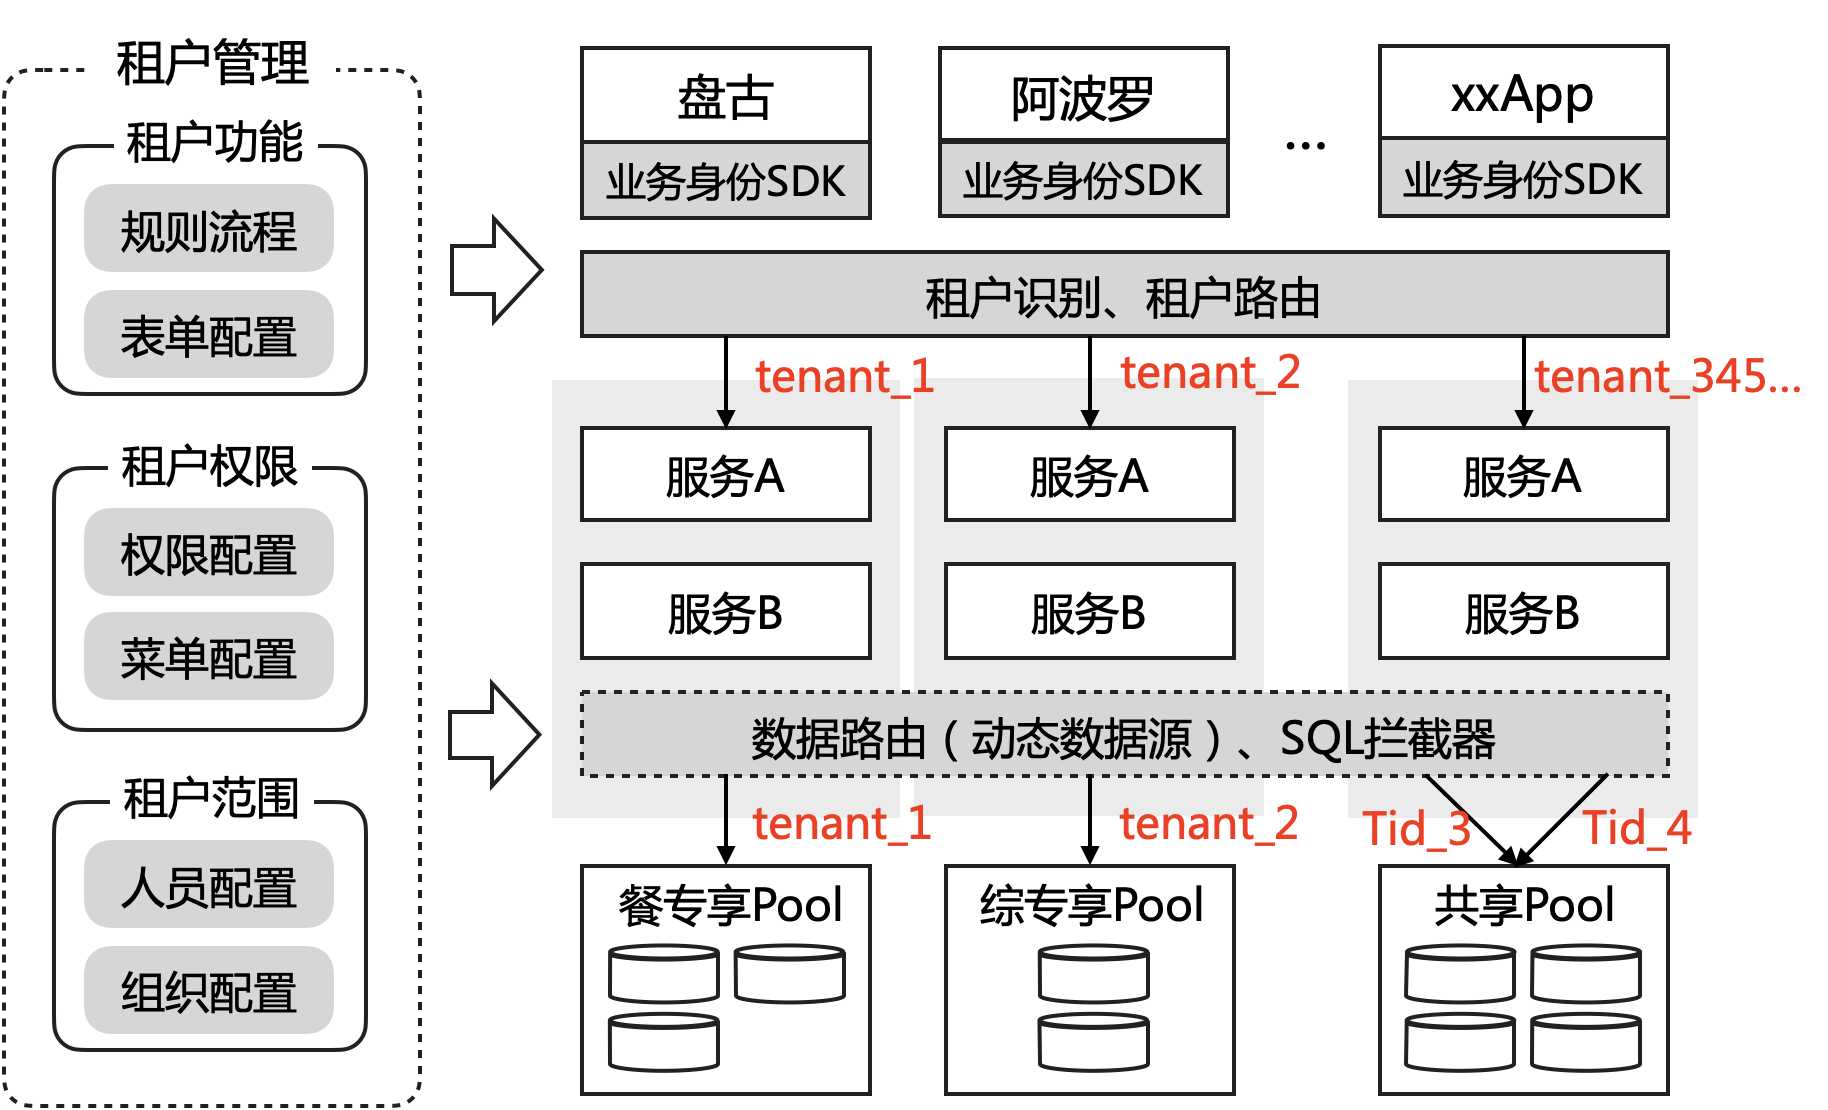 租户管理
租户功能
规则流程
表单配置
租户权限
权限配置
菜单配置
租户范围
人员配置
组织配置
盘古
阿波罗
...
xxApp
业务身份SDK
业务身份SDK
业务身份SDK
租户识别、租户路由
tenant_1
tenant_2
tenant_345...
服务A
服务A
服务A
服务B
服务B
服务B
数据路由（动态数据源）、SQL拦截器
tenant_1
tenant_2
Tid_3
Tid_4
餐专享Pool
综专享Pool
共享Pool